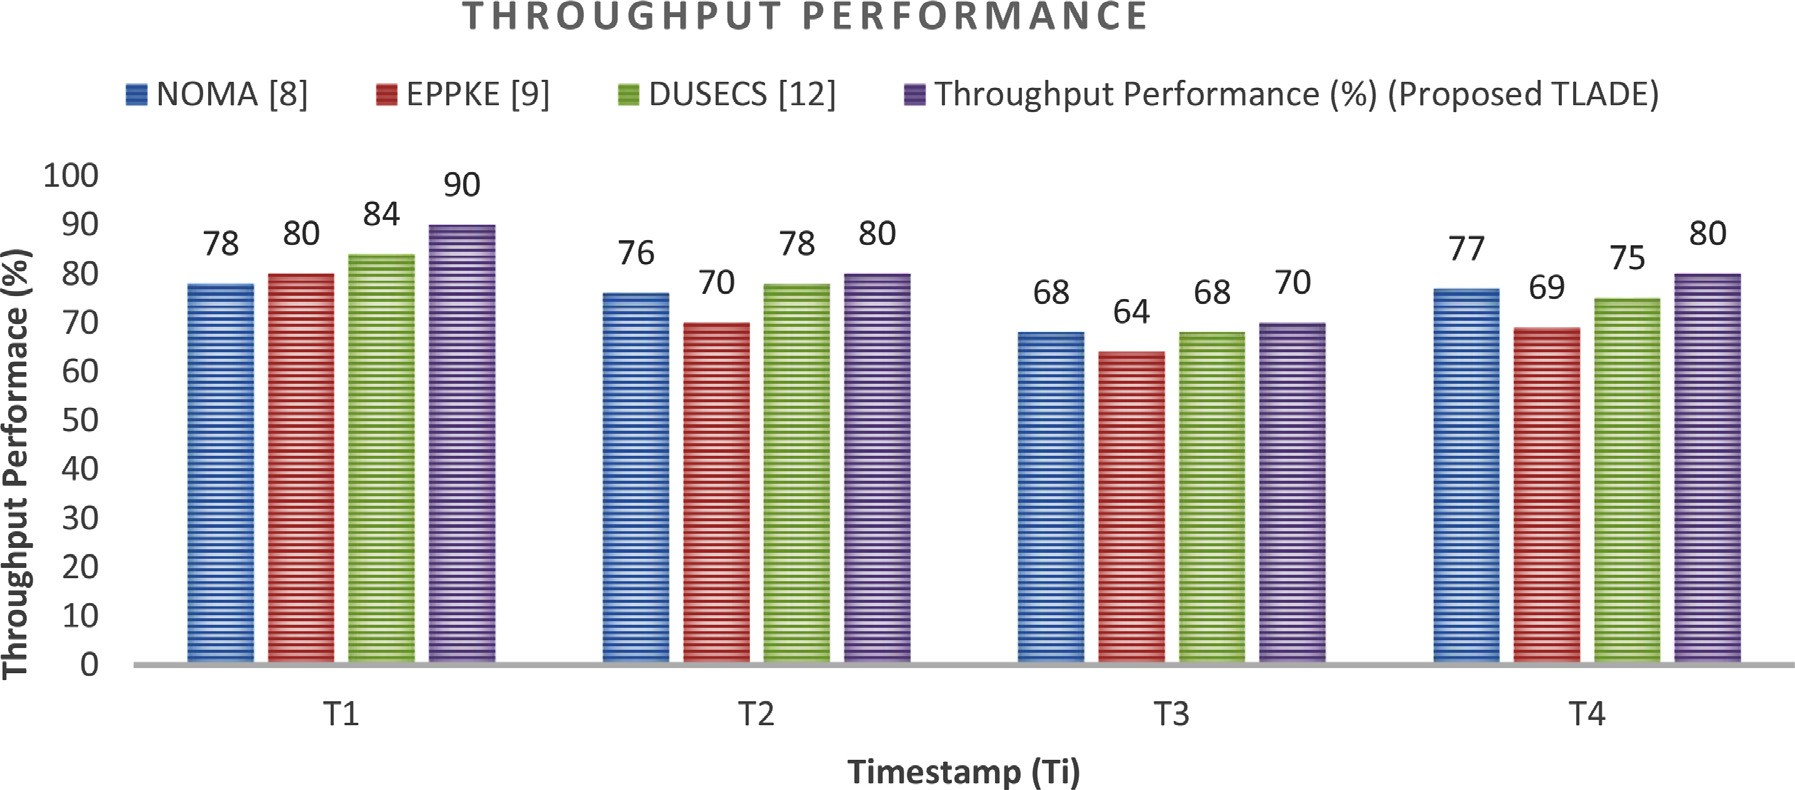 THROUGHPUT PERFORMANCE
NOMA [8] EPPKE [9] DUSECS [12] Throughput Performance (%) (Proposed TLADE)
Throughput Performace (%)
100
90
80
70
60
50
40
30
20
10
0
78 80 84 90
76 70 78 80
68 64 68 70
77 69 75 80
T1 T2 T3 T4
Timestamp (Ti)